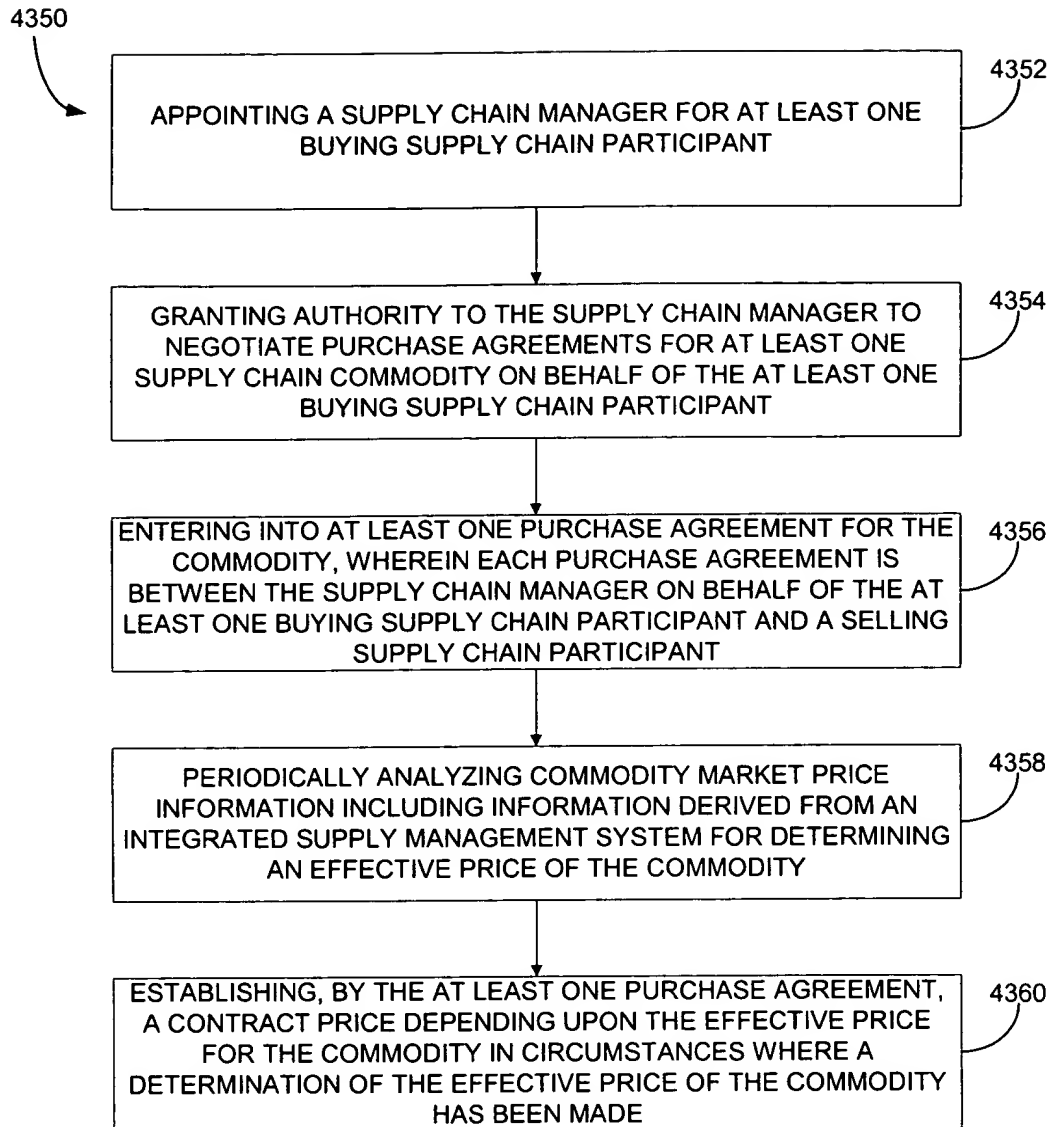 4350
4352
APPOINTING A SUPPLY CHAIN MANAGER FOR AT LEAST ONE
BUYING SUPPLY CHAIN PARTICIPANT
4354
GRANTING AUTHORITY TO THE SUPPLY CHAIN MANAGER TO
NEGOTIATE PURCHASE AGREEMENTS FOR AT LEAST ONE
SUPPLY CHAIN COMMODITY ON BEHALF OF THE AT LEAST ONE
BUYING SUPPLY CHAIN PARTICIPANT
4356
ENTERING INTO AT LEAST ONE PURCHASE AGREEMENT FOR THE
COMMODITY, WHEREIN EACH PURCHASE AGREEMENT IS
BETWEEN THE SUPPLY CHAIN MANAGER ON BEHALF OF THE AT
LEAST ONE BUYING SUPPLY CHAIN PARTICIPANT AND A SELLING
SUPPLY CHAIN PARTICIPANT
4358
PERIODICALLY ANALYZING COMMODITY MARKET PRICE
INFORMATION INCLUDING INFORMATION DERIVED FROM AN
INTEGRATED SUPPLY MANAGEMENT SYSTEM FOR DETERMINING
AN EFFECTIVE PRICE OF THE COMMODITY
4360
ESTABLISHING, BY THE AT LEAST ONE PURCHASE AGREEMENT,
A CONTRACT PRICE DEPENDING UPON THE EFFECTIVE PRICE
FOR THE COMMODITY IN CIRCUMSTANCES WHERE A
DETERMINATION OF THE EFFECTIVE PRICE OF THE COMMODITY
HAS BEEN MADE